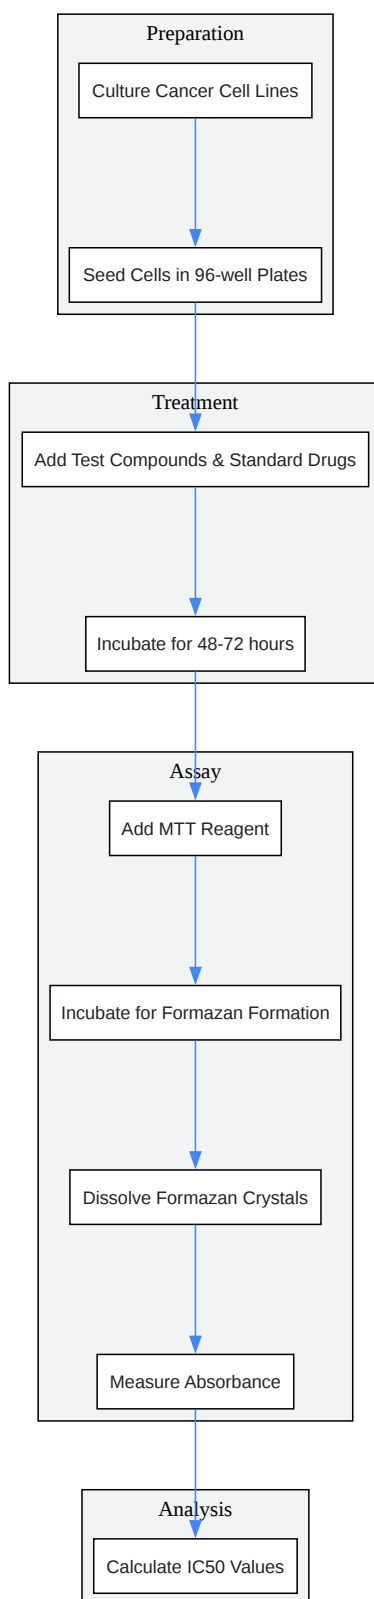 Preparation
Culture Cancer Cell Lines
Seed Cells in 96-well Plates
Treatment
Add Test Compounds & Standard Drugs
Incubate for 48-72 hours
Assay
Add MTT Reagent
Incubate for Formazan Formation
Dissolve Formazan Crystals
Measure Absorbance
Analysis
Calculate IC50 Values